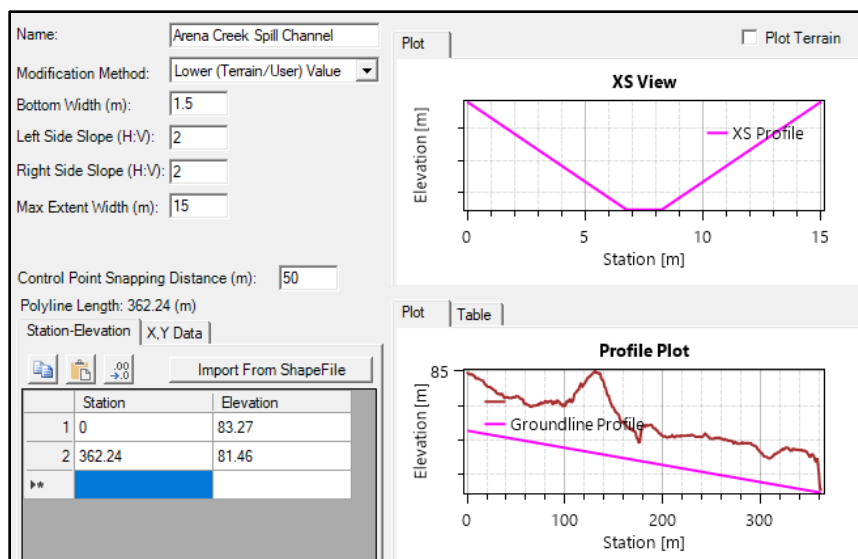 Name: Arena Creek Spill Channel
Modification Method: Lower (Terrain/User) Value
Bottom Width (m): 1.5
Left Side Slope (H:V): 2
Right Side Slope (H:V): 2
Max Extent Width (m): 15
Control Point Snapping Distance (m): 50
Polyline Length: 362.24 (m)
Station-Elevation X,Y Data
.00
→.0
Import From ShapeFile
Station Elevation
1 0 83.27
2 362.24 81.46
Plot Plot Terrain
XS View
Elevation [m]
XS Profile
0 5 10 15
Station [m]
Plot Table
Profile Plot
85
Elevation [m]
Groundline Profile
0 100 200 300
Station [m]